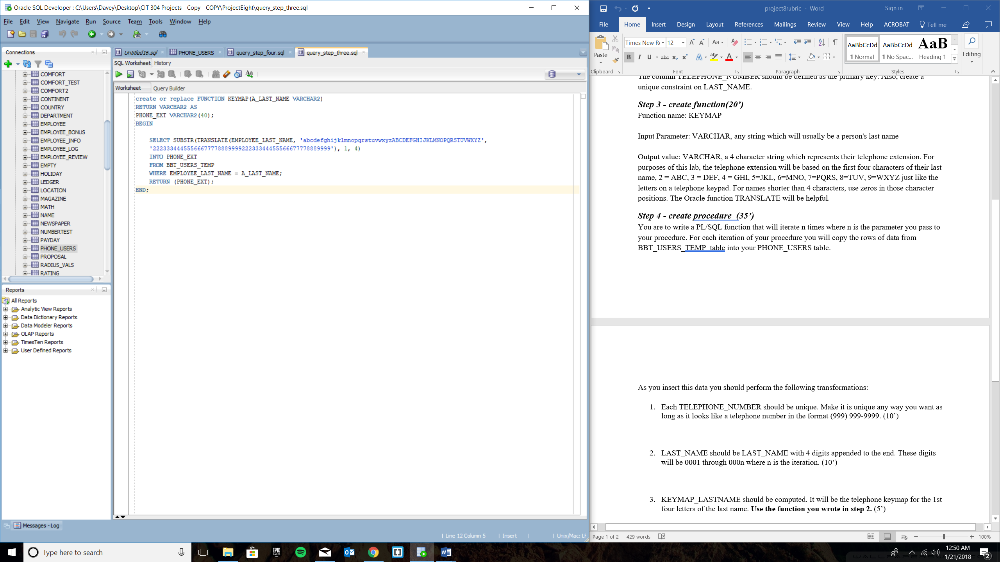 Oracle SQL Developer : C:\Users\Davey\Desktop\CIT 304 Projects - Copy - COPY\ProjectEight\query_step_three.sql
File Edit View Navigate Run Source Team Tools Window Help
Connections
COMFORT
COMFORT_TEST
COMFORT2
CONTINENT
COUNTRY
DEPARTMENT
EMPLOYEE
EMPLOYEE_BONUS
EMPLOYEE_INFO
EMPLOYEE_LOG
EMPLOYEE_REVIEW
EMPTY
HOLIDAY
LEDGER
LOCATION
MAGAZINE
MATH
NAME
NEWSPAPER
NUMBERTEST
PAYDAY
PHONE_USERS
PROPOSAL
RADIUS_VALS
RATING
Reports
All Reports
Analytic View Reports
Data Dictionary Reports
Data Modeler Reports
OLAP Reports
TimesTen Reports
User Defined Reports
Untitled16.sql PHONE_USERS query_step_four.sql query_step_three.sql
SQL Worksheet History
Aa
Worksheet Query Builder
create or replace FUNCTION KEYMAP(A_LAST_NAME VARCHAR2)
RETURN VARCHAR2 AS
PHONE_EXT VARCHAR2(40);
BEGIN
SELECT SUBSTR(TRANSLATE(EMPLOYEE_LAST_NAME, 'abcdefghijklmnopqrstuvwxyzABCDEFGHIJKLMNOPQRSTUVWXYZ',
'2223334445556667777888999922233344455566677778889999'), 1, 4)
INTO PHONE_EXT
FROM BBT_USERS_TEMP
WHERE EMPLOYEE_LAST_NAME = A_LAST_NAME;
RETURN (PHONE_EXT);
END;
Messages - Log
Line 12 Column 5 Insert Unix/Mac: LF
project8rubric - Word Sign in
File Home Insert Design Layout References Mailings Review View Help ACROBAT Tell me
Paste
Clipboard
Times New R 12 A A Aa
B I U abc X₂ X² A ab A
Font
Paragraph
AaBbCcDd AaBbCcDd AaB
¶ Normal ¶ No Spac... Heading 1
Styles
Editing
The column TELEPHONE_NUMBER should be defined as the primary key. Also, create a
unique constraint on LAST_NAME.
Step 3 - create function(20’)
Function name: KEYMAP
Input Parameter: VARCHAR, any string which will usually be a person's last name
Output value: VARCHAR, a 4 character string which represents their telephone extension. For
purposes of this lab, the telephone extension will be based on the first four characters of their last
name, 2 = ABC, 3 = DEF, 4 = GHI, 5=JKL, 6=MNO, 7=PQRS, 8=TUV, 9=WXYZ just like the
letters on a telephone keypad. For names shorter than 4 characters, use zeros in those character
positions. The Oracle function TRANSLATE will be helpful.
Step 4 - create procedure (35’)
You are to write a PL/SQL function that will iterate n times where n is the parameter you pass to
your procedure. For each iteration of your procedure you will copy the rows of data from
BBT_USERS_TEMP table into your PHONE_USERS table.
As you insert this data you should perform the following transformations:
1. Each TELEPHONE_NUMBER should be unique. Make it is unique any way you want as
long as it looks like a telephone number in the format (999) 999-9999. (10’)
2. LAST_NAME should be LAST_NAME with 4 digits appended to the end. These digits
will be 0001 through 000n where n is the iteration. (10’)
3. KEYMAP_LASTNAME should be computed. It will be the telephone keymap for the 1st
four letters of the last name. Use the function you wrote in step 2. (5’)
Page 1 of 2 429 words 100%
Type here to search
EPIC GAMES
12:50 AM
1/21/2018
2